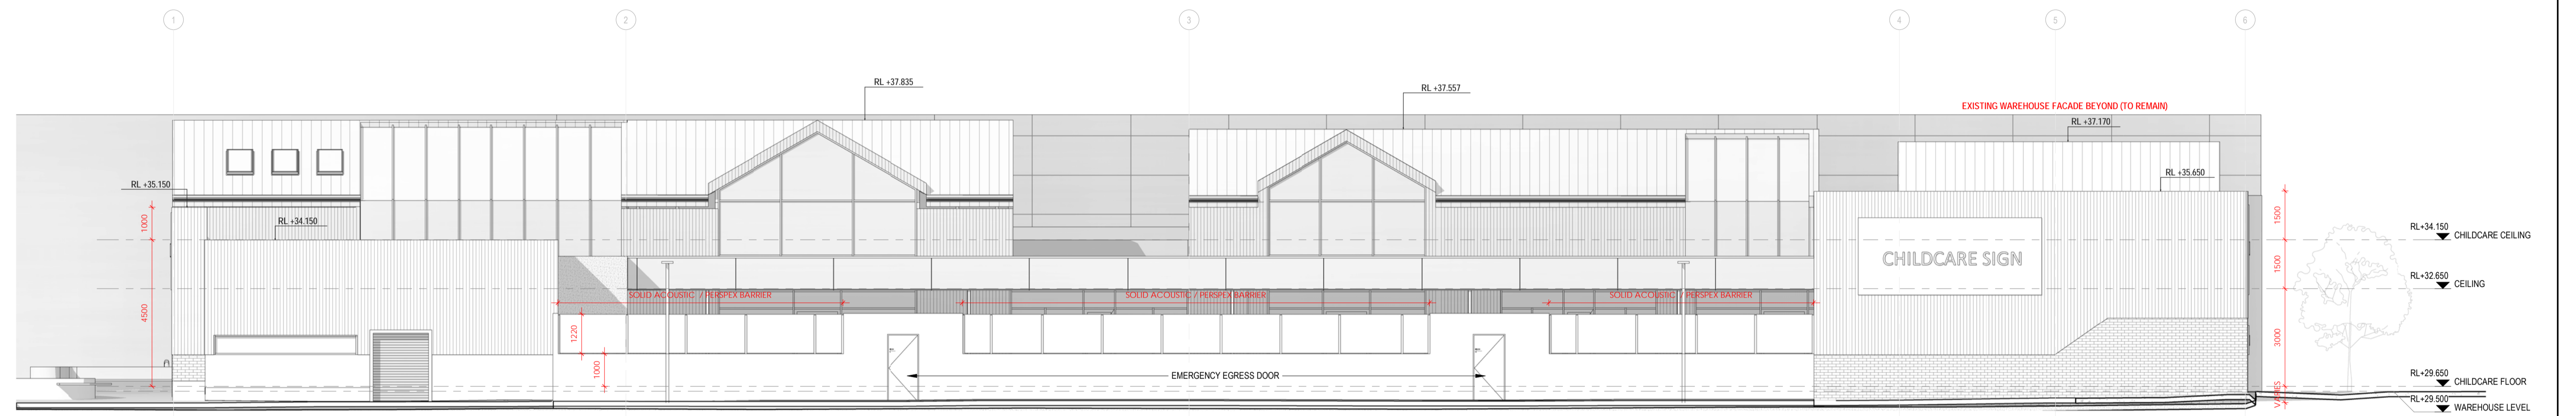 1
2
3
4
5
6
RL +37.835
RL +37.557
EXISTING WAREHOUSE FACADE BEYOND (TO REMAIN)
RL +37.170
RL +35.150
RL +35.650
1000
RL +34.150
1500
RL+34.150
CHILDCARE CEILING
CHILDCARE SIGN
1500
RL+32.650
CEILING
SOLID ACOUSTIC / PERSPEX BARRIER
SOLID ACOUSTIC / PERSPEX BARRIER
SOLID ACOUSTIC / PERSPEX BARRIER
4500
1220
3000
1000
EMERGENCY EGRESS DOOR
RL+29.650
CHILDCARE FLOOR
VARIES
RL+29.500
WAREHOUSE LEVEL